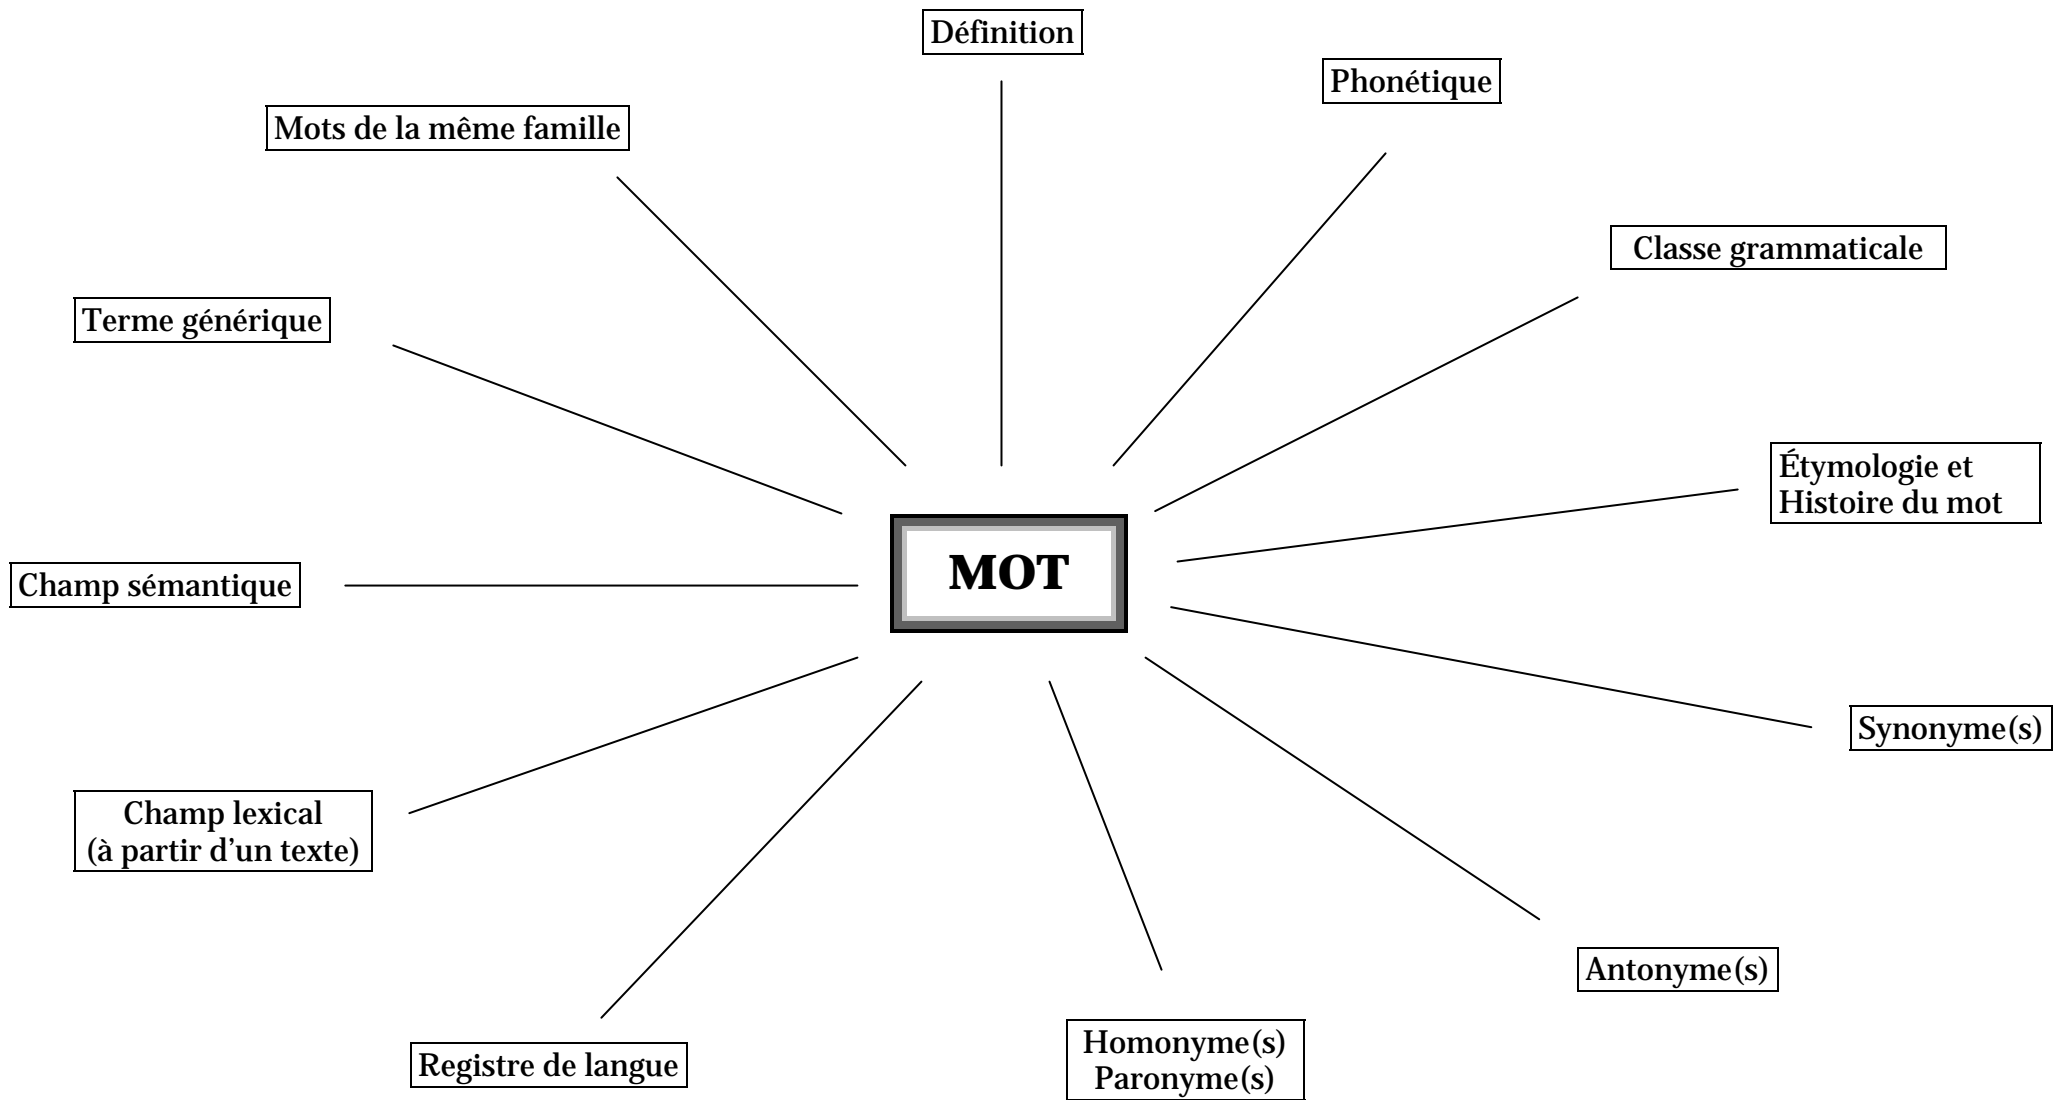 Définition
Phonétique
Mots de la même famille
Classe grammaticale
Terme générique
Étymologie et
Histoire du mot
MOT
Champ sémantique
Synonyme(s)
Champ lexical
(à partir d’un texte)
Antonyme(s)
Homonyme(s)
Paronyme(s)
Registre de langue